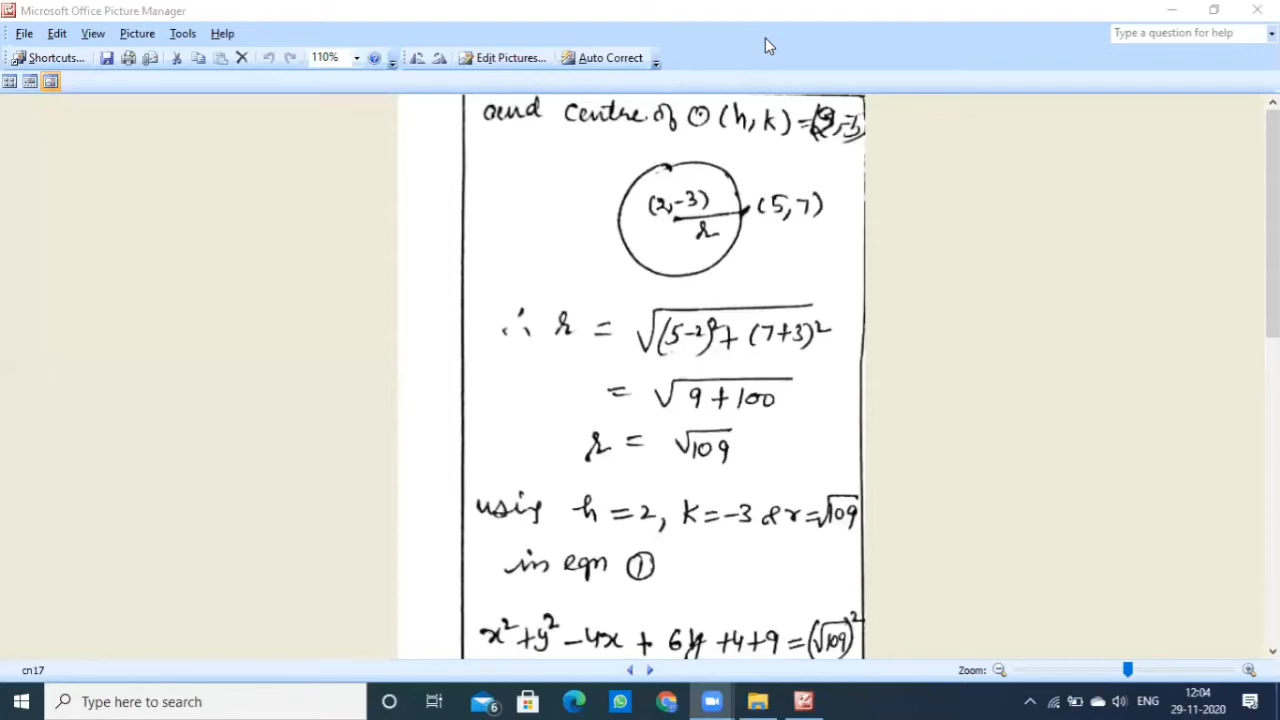 Microsoft Office Picture Manager
File Edit View Picture Tools Help
Type a question for help
Shortcuts... 110% Edit Pictures... Auto Correct
and Centre of ⊙ (h, k) = (2, -3)
(2, -3)
(5, 7)
r
∴ r = √((5-2)² + (7+3)²
= √9+100
r = √109
using h = 2, k = -3 & r = √109
in eqn ①
x² + y² - 4x + 6y + 4 + 9 = (√109)²
cn17
Zoom:
Type here to search
6
ENG
12:04
29-11-2020